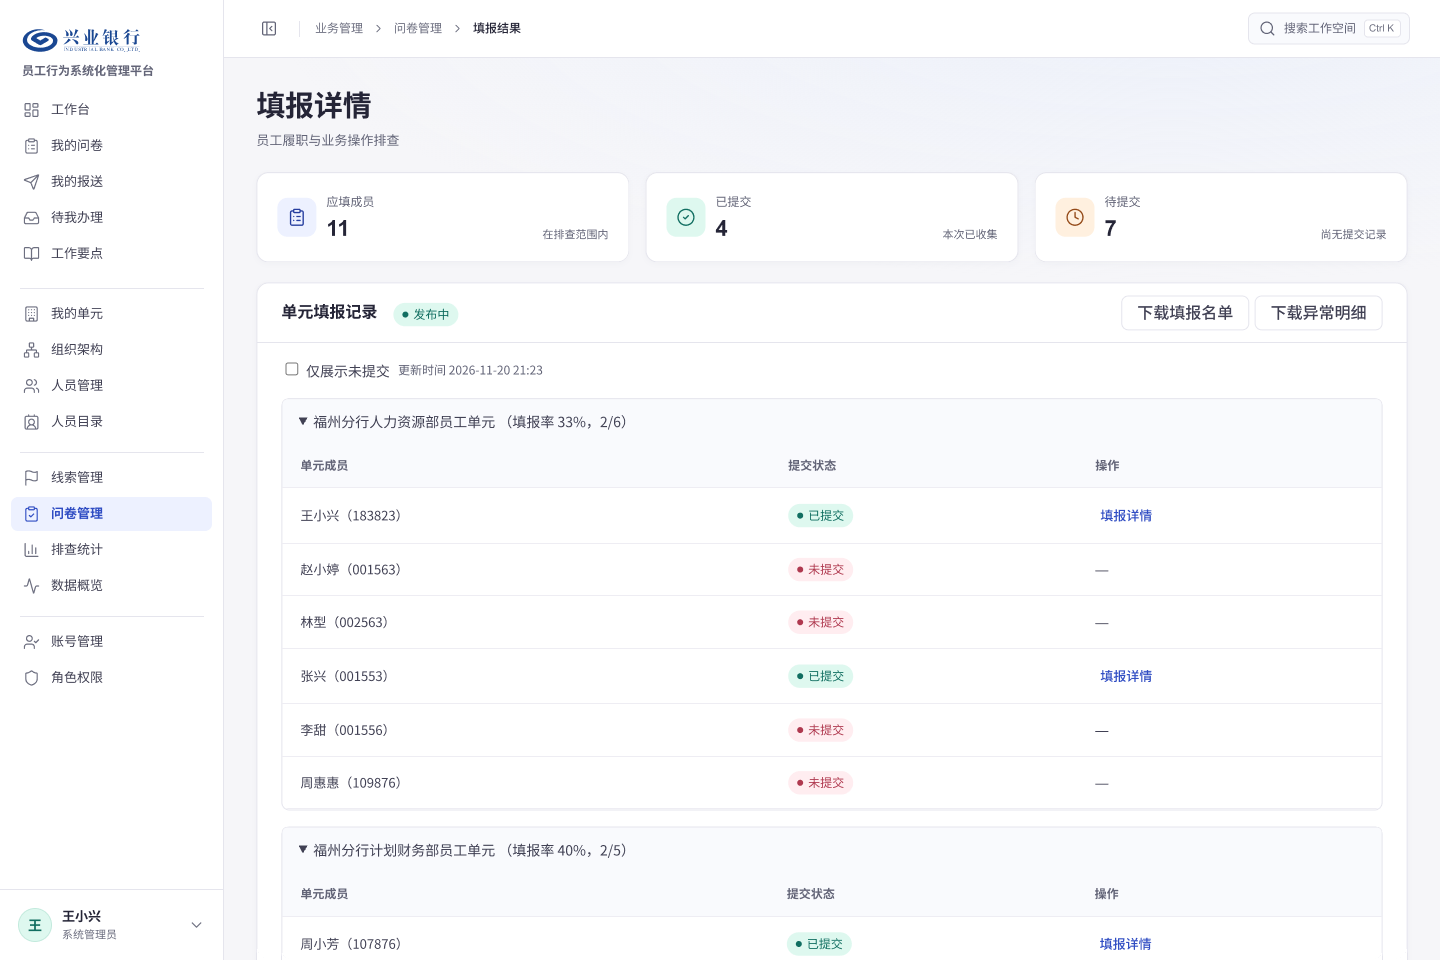 兴业银行
INDUSTRIAL BANK CO.,LTD.
员工行为系统化管理平台
工作台
我的问卷
我的报送
待我办理
工作要点
我的单元
组织架构
人员管理
人员目录
线索管理
问卷管理
排查统计
数据概览
账号管理
角色权限
王
王小兴
系统管理员
业务管理 > 问卷管理 > 填报结果
搜索工作空间 Ctrl K
填报详情
员工履职与业务操作排查
应填成员
11
在排查范围内
已提交
4
本次已收集
待提交
7
尚无提交记录
单元填报记录 发布中
下载填报名单 下载异常明细
仅展示未提交 更新时间 2026-11-20 21:23
福州分行人力资源部员工单元 （填报率 33%，2/6）
单元成员 提交状态 操作
王小兴（183823） 已提交 填报详情
赵小婷（001563） 未提交 —
林型（002563） 未提交 —
张兴（001553） 已提交 填报详情
李甜（001556） 未提交 —
周惠惠（109876） 未提交 —
福州分行计划财务部员工单元 （填报率 40%，2/5）
单元成员 提交状态 操作
周小芳（107876） 已提交 填报详情